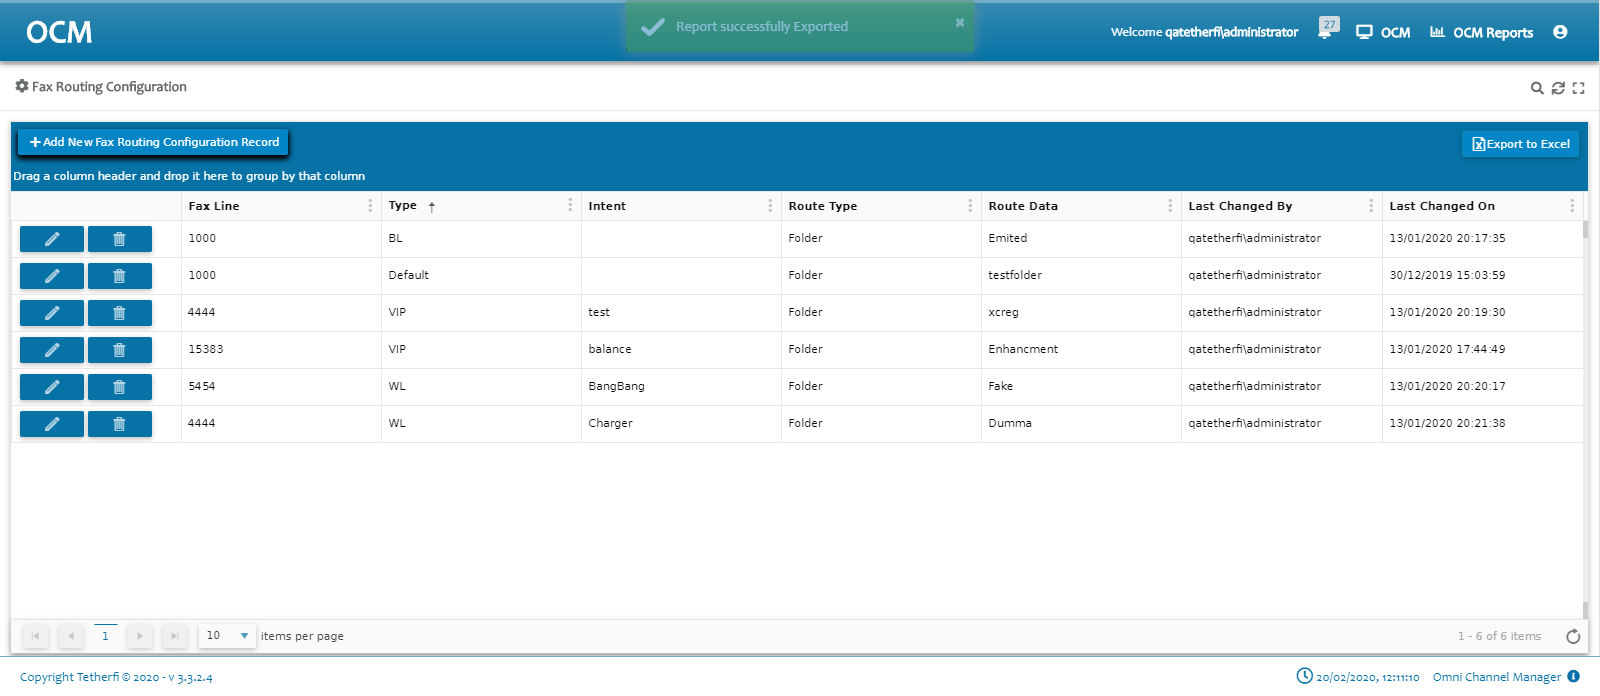 OCM
Report successfully Exported
Welcome qatetherfi\administrator
27
OCM
OCM Reports
Fax Routing Configuration
Add New Fax Routing Configuration Record
Export to Excel
Drag a column header and drop it here to group by that column
Fax Line Type Intent Route Type Route Data Last Changed By Last Changed On
1000 BL Folder Emited qatetherfi\administrator 13/01/2020 20:17:35
1000 Default Folder testfolder qatetherfi\administrator 30/12/2019 15:03:59
4444 VIP test Folder xcreg qatetherfi\administrator 13/01/2020 20:19:30
15383 VIP balance Folder Enhancment qatetherfi\administrator 13/01/2020 17:44:49
5454 WL BangBang Folder Fake qatetherfi\administrator 13/01/2020 20:20:17
4444 WL Charger Folder Dumma qatetherfi\administrator 13/01/2020 20:21:38
1 10 items per page 1 - 6 of 6 items
Copyright Tetherfi © 2020 - v 3.3.2.4 20/02/2020, 12:11:10 Omni Channel Manager